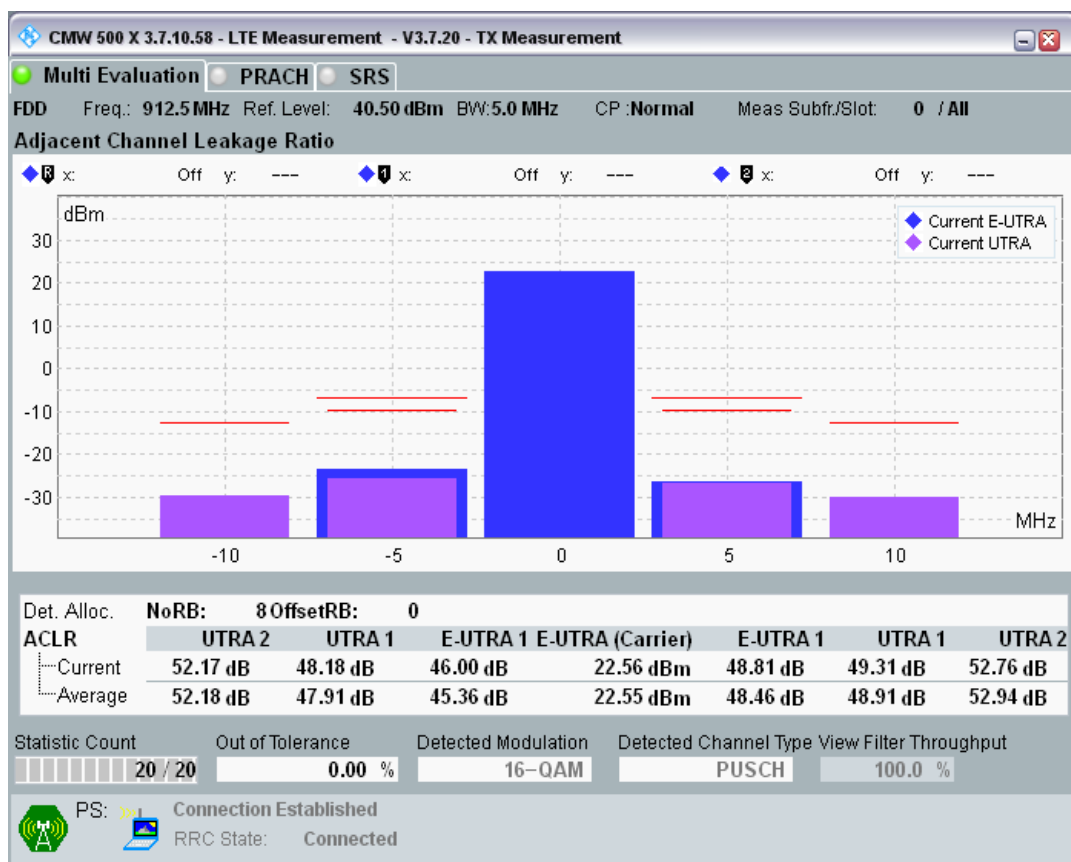 CMW 500 X 3.7.10.58 - LTE Measurement - V3.7.20 - TX Measurement
Multi Evaluation PRACH SRS
FDD Freq.: 912.5 MHz Ref. Level: 40.50 dBm BW:5.0 MHz CP :Normal Meas Subfr./Slot: 0 / All
Adjacent Channel Leakage Ratio
R x: Off y: --- 1 x: Off y: --- 2 x: Off y: ---
dBm
Current E-UTRA
Current UTRA
30
20
10
0
-10
-20
-30
MHz
-10 -5 0 5 10
Det. Alloc. NoRB: 8 OffsetRB: 0
ACLR UTRA 2 UTRA 1 E-UTRA 1 E-UTRA (Carrier) E-UTRA 1 UTRA 1 UTRA 2
Current 52.17 dB 48.18 dB 46.00 dB 22.56 dBm 48.81 dB 49.31 dB 52.76 dB
Average 52.18 dB 47.91 dB 45.36 dB 22.55 dBm 48.46 dB 48.91 dB 52.94 dB
Statistic Count Out of Tolerance Detected Modulation Detected Channel Type View Filter Throughput
20 / 20 0.00 % 16-QAM PUSCH 100.0 %
PS: Connection Established
RRC State: Connected